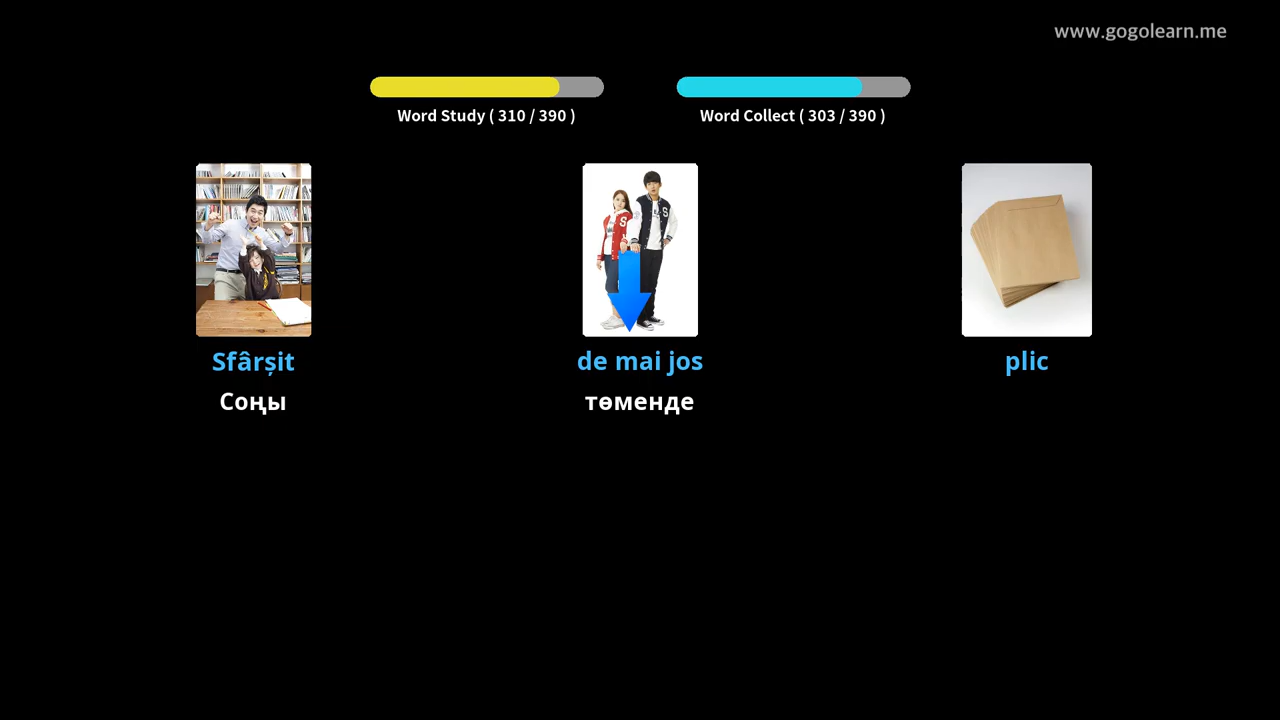 www.gogolearn.me
Word Study ( 310 / 390 )
Word Collect ( 303 / 390 )
S
S
Sfârșit
de mai jos
plic
Соңы
төменде